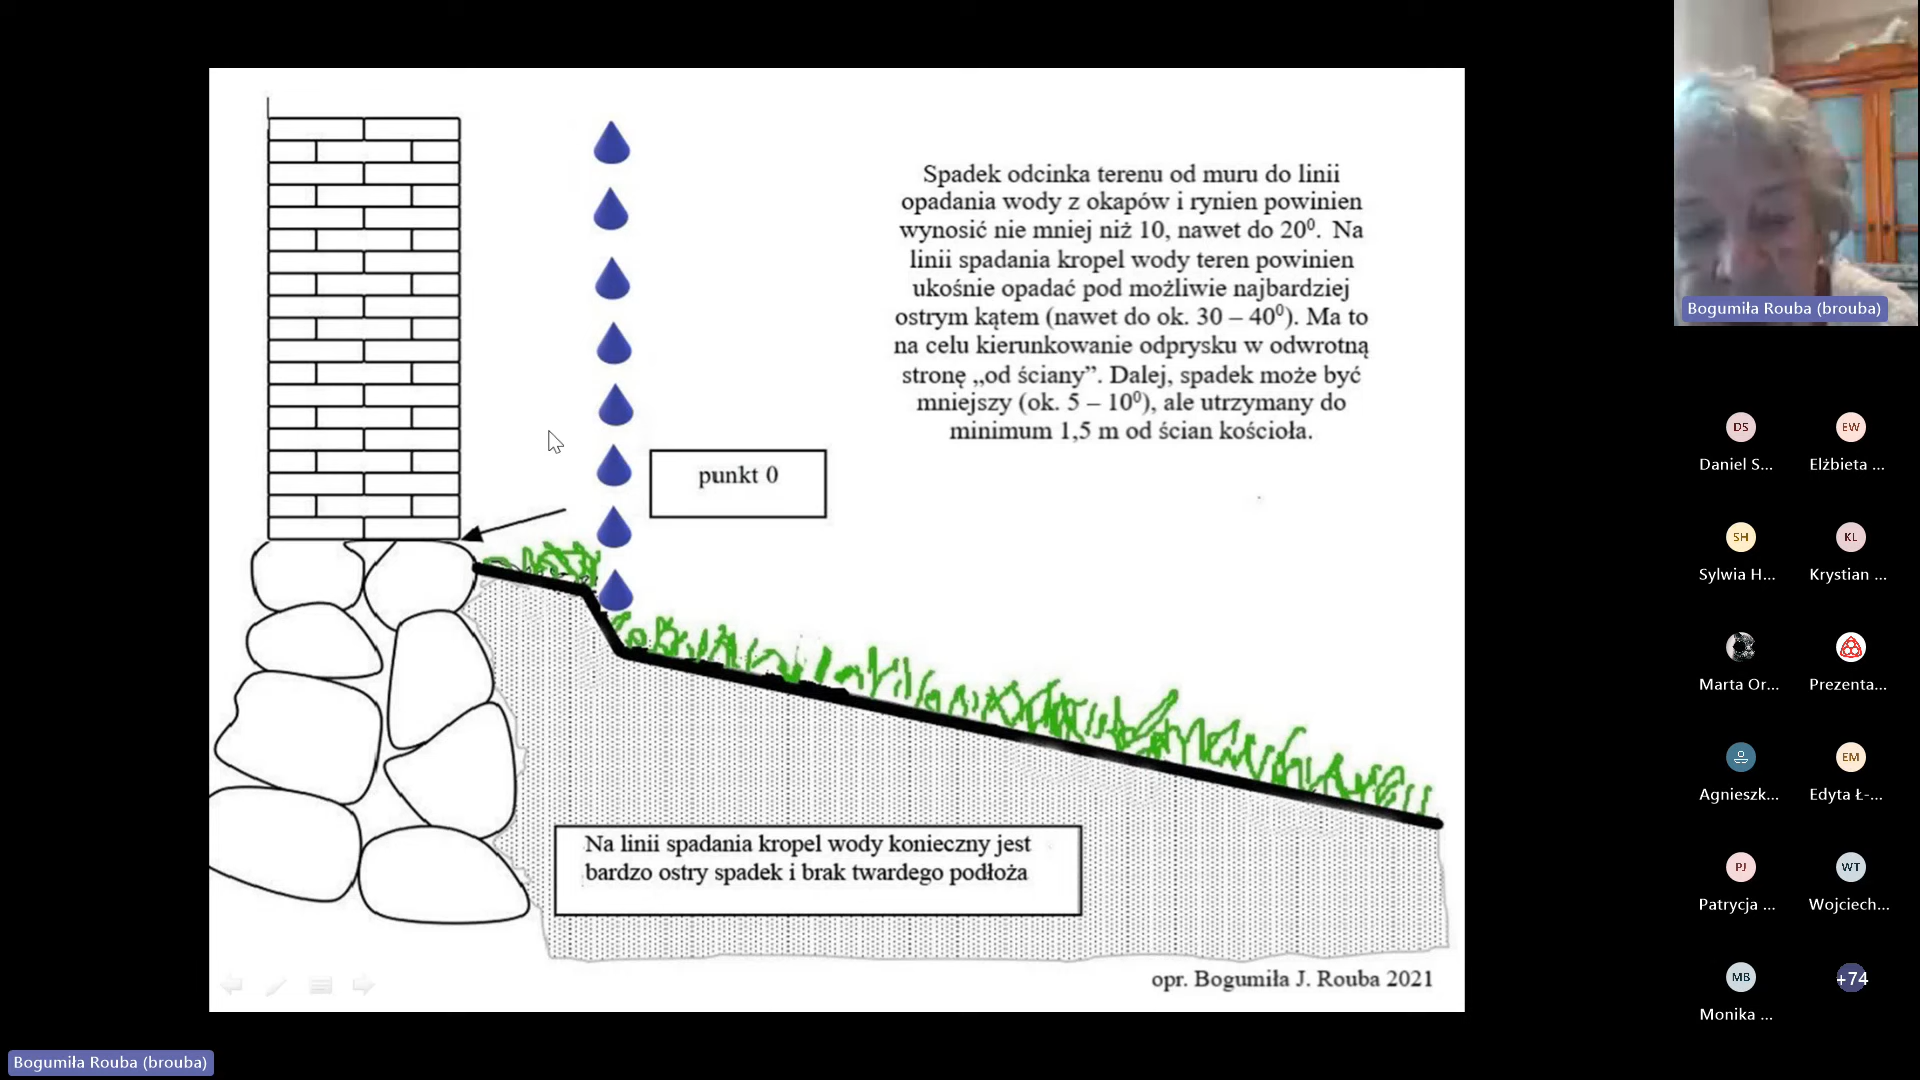 Spadek odcinka terenu od muru do linii
opadania wody z okapów i rynien powinien
wynosić nie mniej niż 10, nawet do 20⁰. Na
linii spadania kropel wody teren powinien
ukośnie opadać pod możliwie najbardziej
ostrym kątem (nawet do ok. 30 – 40⁰). Ma to
na celu kierunkowanie odprysku w odwrotną
stronę „od ściany”. Dalej, spadek może być
mniejszy (ok. 5 – 10⁰), ale utrzymany do
minimum 1,5 m od ścian kościoła.
punkt 0
Na linii spadania kropel wody konieczny jest
bardzo ostry spadek i brak twardego podłoża
opr. Bogumiła J. Rouba 2021
Bogumiła Rouba (brouba)
Bogumiła Rouba (brouba)
DS
EW
Daniel S...
Elżbieta ...
SH
KL
Sylwia H...
Krystian ...
Marta Or...
Prezenta...
EM
Agnieszk...
Edyta Ł-...
PJ
WT
Patrycja ...
Wojciech...
MB
+74
Monika ...